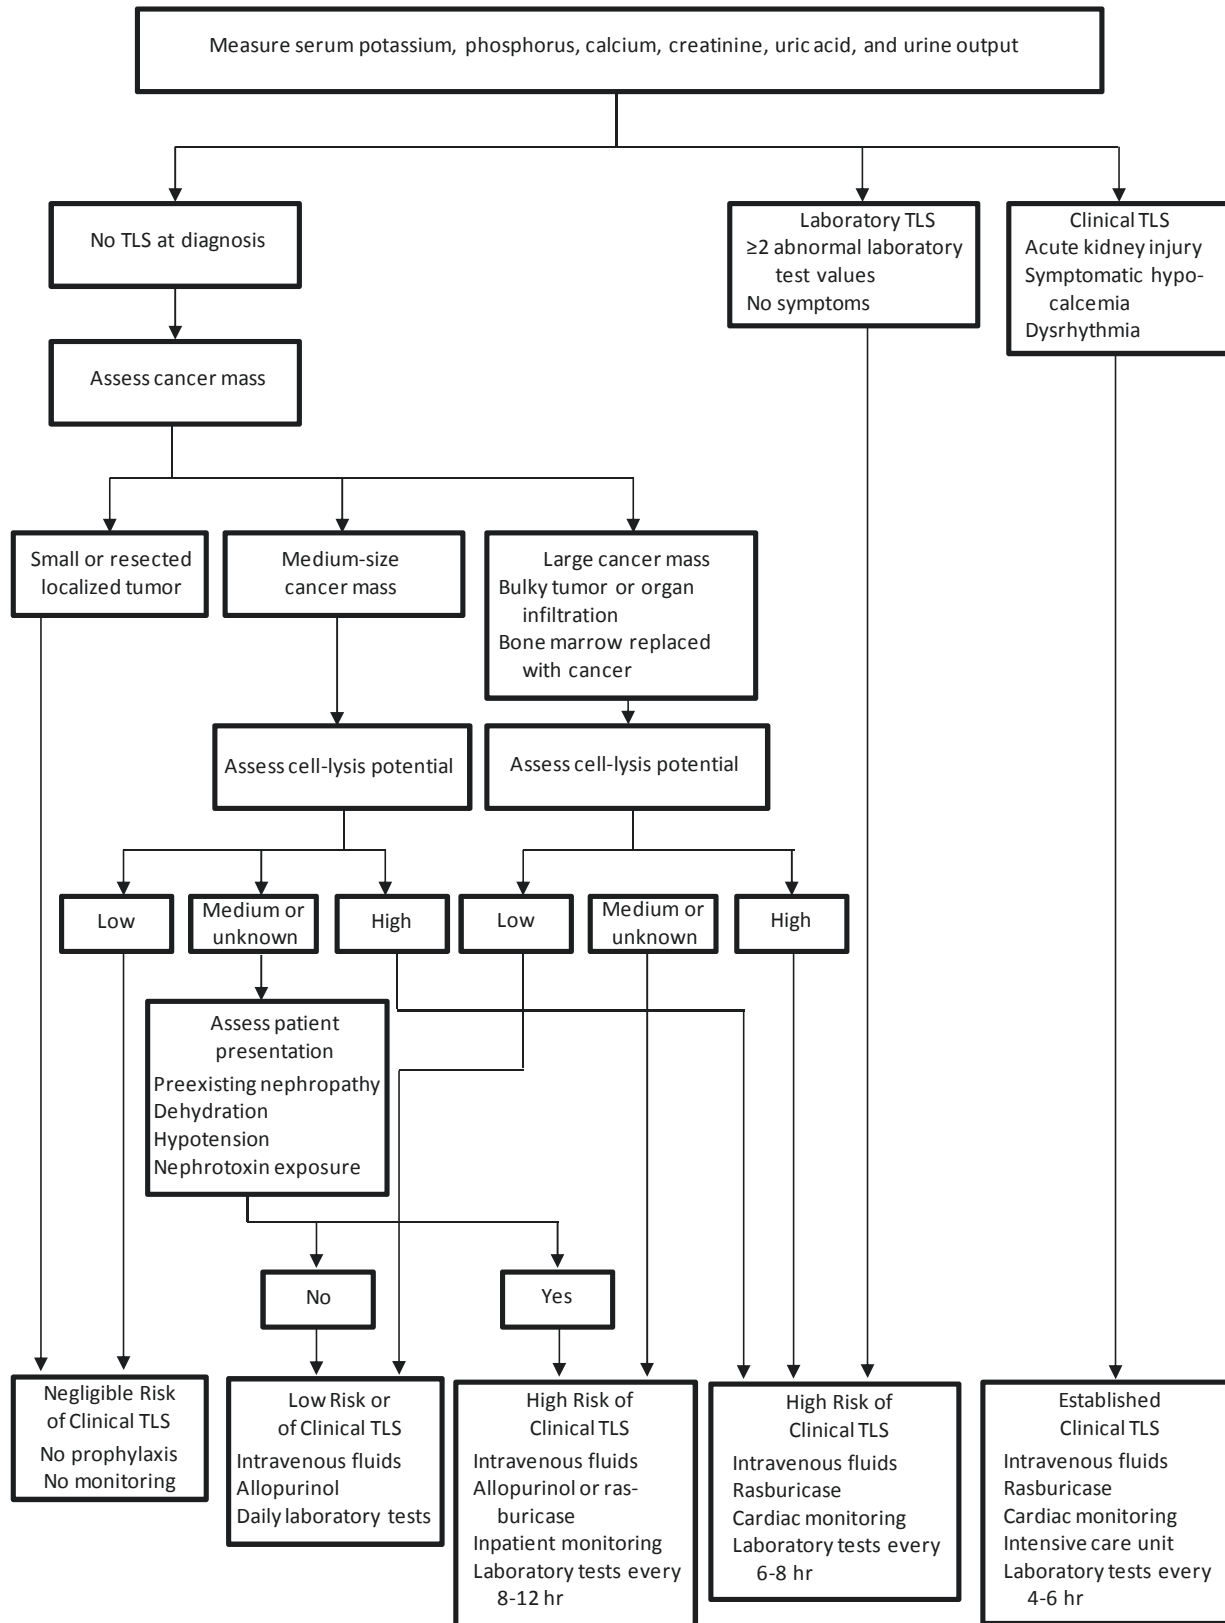 Measure serum potassium, phosphorus, calcium, creatinine, uric acid, and urine output
No TLS at diagnosis
Laboratory TLS
≥2 abnormal laboratory
test values
No symptoms
Clinical TLS
Acute kidney injury
Symptomatic hypo-
calcemia
Dysrhythmia
Assess cancer mass
Small or resected
localized tumor
Medium-size
cancer mass
Large cancer mass
Bulky tumor or organ
infiltration
Bone marrow replaced
with cancer
Assess cell-lysis potential
Assess cell-lysis potential
Low
Medium or
unknown
High
Low
Medium or
unknown
High
Assess patient
presentation
Preexisting nephropathy
Dehydration
Hypotension
Nephrotoxin exposure
No
Yes
Negligible Risk
of Clinical TLS
No prophylaxis
No monitoring
Low Risk or
of Clinical TLS
Intravenous fluids
Allopurinol
Daily laboratory tests
High Risk of
Clinical TLS
Intravenous fluids
Allopurinol or ras-
buricase
Inpatient monitoring
Laboratory tests every
8-12 hr
High Risk of
Clinical TLS
Intravenous fluids
Rasburicase
Cardiac monitoring
Laboratory tests every
6-8 hr
Established
Clinical TLS
Intravenous fluids
Rasburicase
Cardiac monitoring
Intensive care unit
Laboratory tests every
4-6 hr